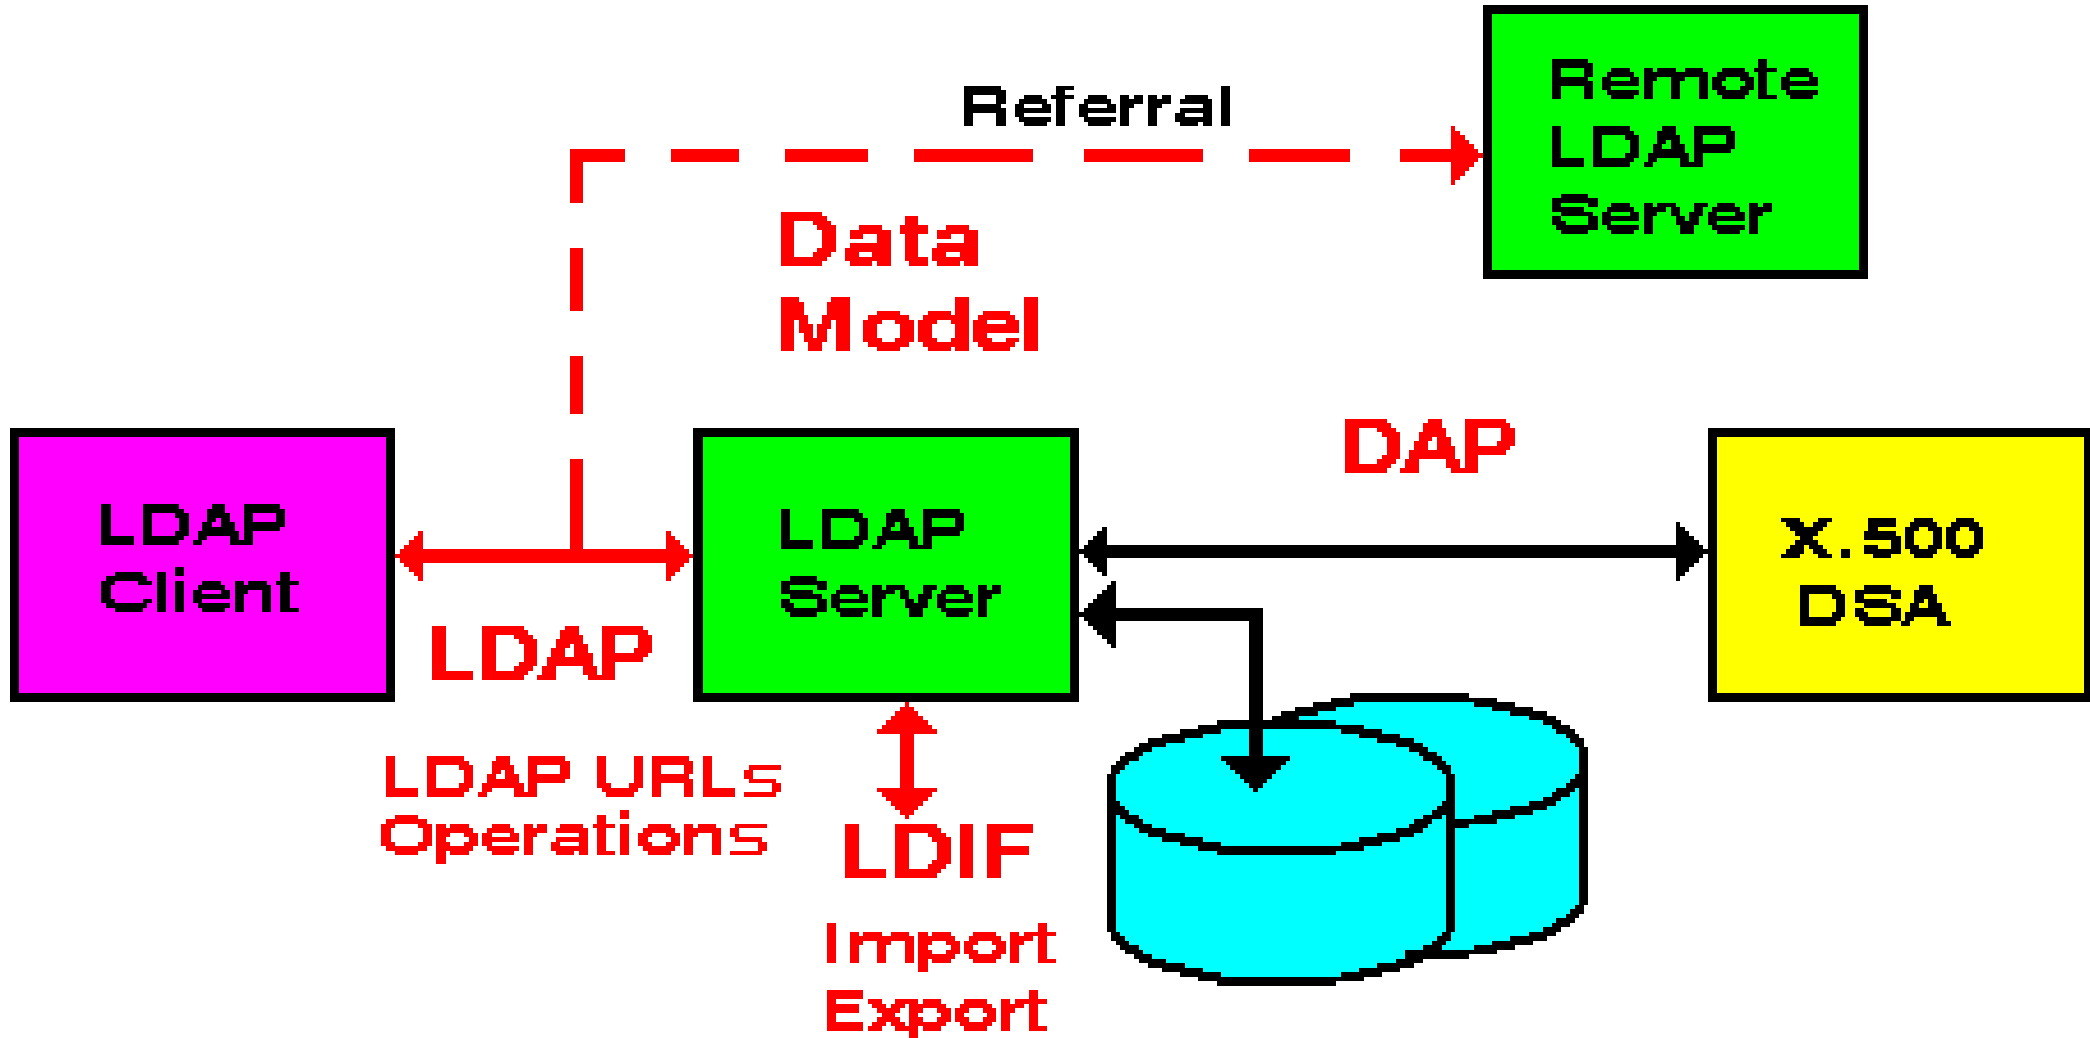 Referral
Remote
LDAP
Server
Data
Model
LDAP
Client
LDAP
LDAP
Server
DAP
X.500
DSA
LDAP URLs
Operations
LDIF
Import
Export